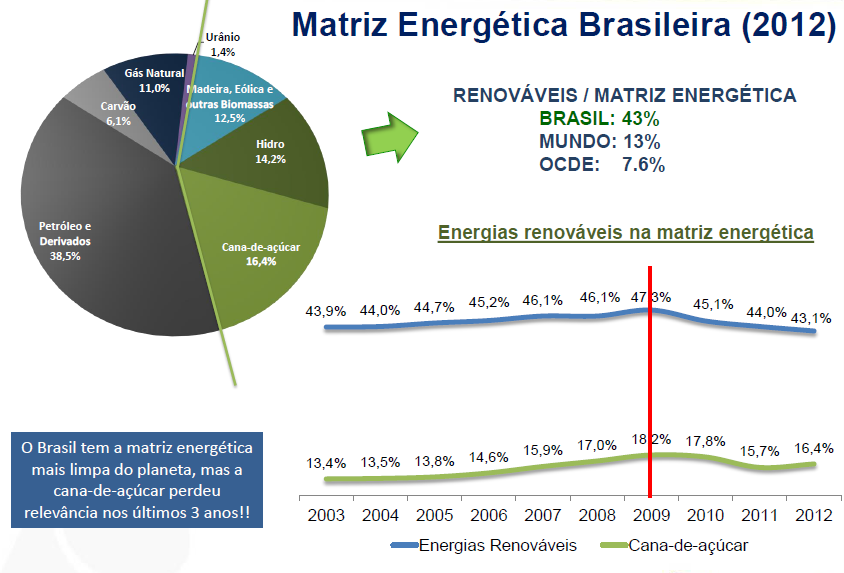 Matriz Energética Brasileira (2012)
Urânio
1,4%
Gás Natural
11,0%
Madeira, Eólica e
outras Biomassas
12,5%
Carvão
6,1%
Hidro
14,2%
Petróleo e
Derivados
38,5%
Cana-de-açúcar
16,4%
RENOVÁVEIS / MATRIZ ENERGÉTICA
BRASIL: 43%
MUNDO: 13%
OCDE: 7.6%
Energias renováveis na matriz energética
43,9% 44,0% 44,7% 45,2% 46,1% 46,1% 47,3% 45,1% 44,0% 43,1%
13,4% 13,5% 13,8% 14,6% 15,9% 17,0% 18,2% 17,8% 15,7% 16,4%
2003 2004 2005 2006 2007 2008 2009 2010 2011 2012
Energias Renováveis Cana-de-açúcar
O Brasil tem a matriz energética
mais limpa do planeta, mas a
cana-de-açúcar perdeu
relevância nos últimos 3 anos!!